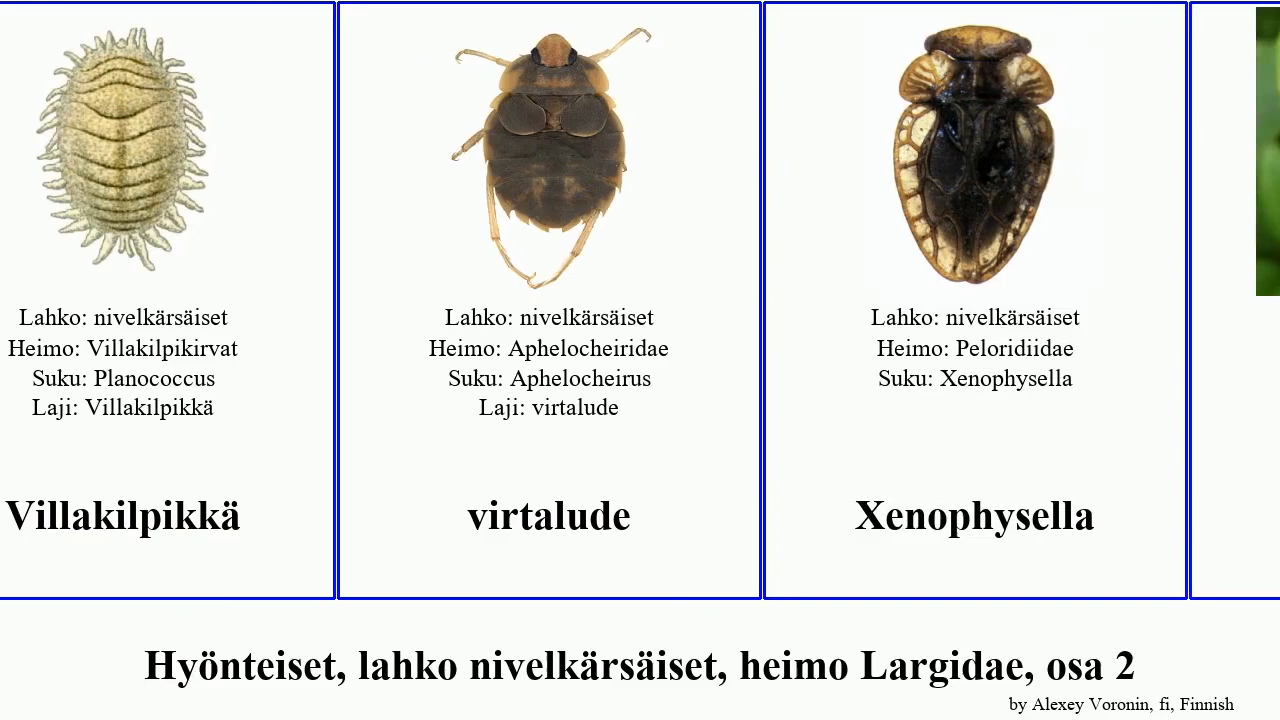 Lahko: nivelkärsäiset
Heimo: Villakilpikirvat
Suku: Planococcus
Laji: Villakilpikkä
Villakilpikkä
Lahko: nivelkärsäiset
Heimo: Aphelocheiridae
Suku: Aphelocheirus
Laji: virtalude
virtalude
Lahko: nivelkärsäiset
Heimo: Peloridiidae
Suku: Xenophysella
Xenophysella
Hyönteiset, lahko nivelkärsäiset, heimo Largidae, osa 2
by Alexey Voronin, fi, Finnish